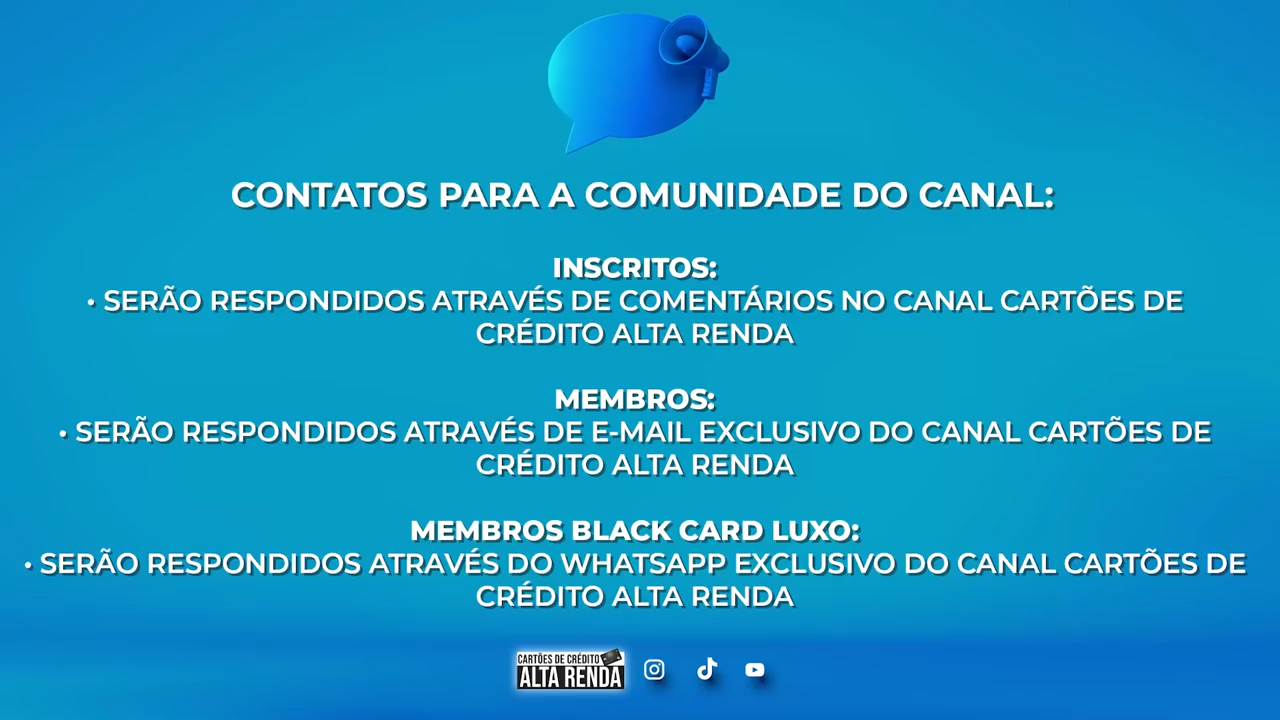 CONTATOS PARA A COMUNIDADE DO CANAL:
INSCRITOS:
• SERÃO RESPONDIDOS ATRAVÉS DE COMENTÁRIOS NO CANAL CARTÕES DE
CRÉDITO ALTA RENDA
MEMBROS:
• SERÃO RESPONDIDOS ATRAVÉS DE E-MAIL EXCLUSIVO DO CANAL CARTÕES DE
CRÉDITO ALTA RENDA
MEMBROS BLACK CARD LUXO:
• SERÃO RESPONDIDOS ATRAVÉS DO WHATSAPP EXCLUSIVO DO CANAL CARTÕES DE
CRÉDITO ALTA RENDA
CARTÕES DE CRÉDITO
ALTA RENDA